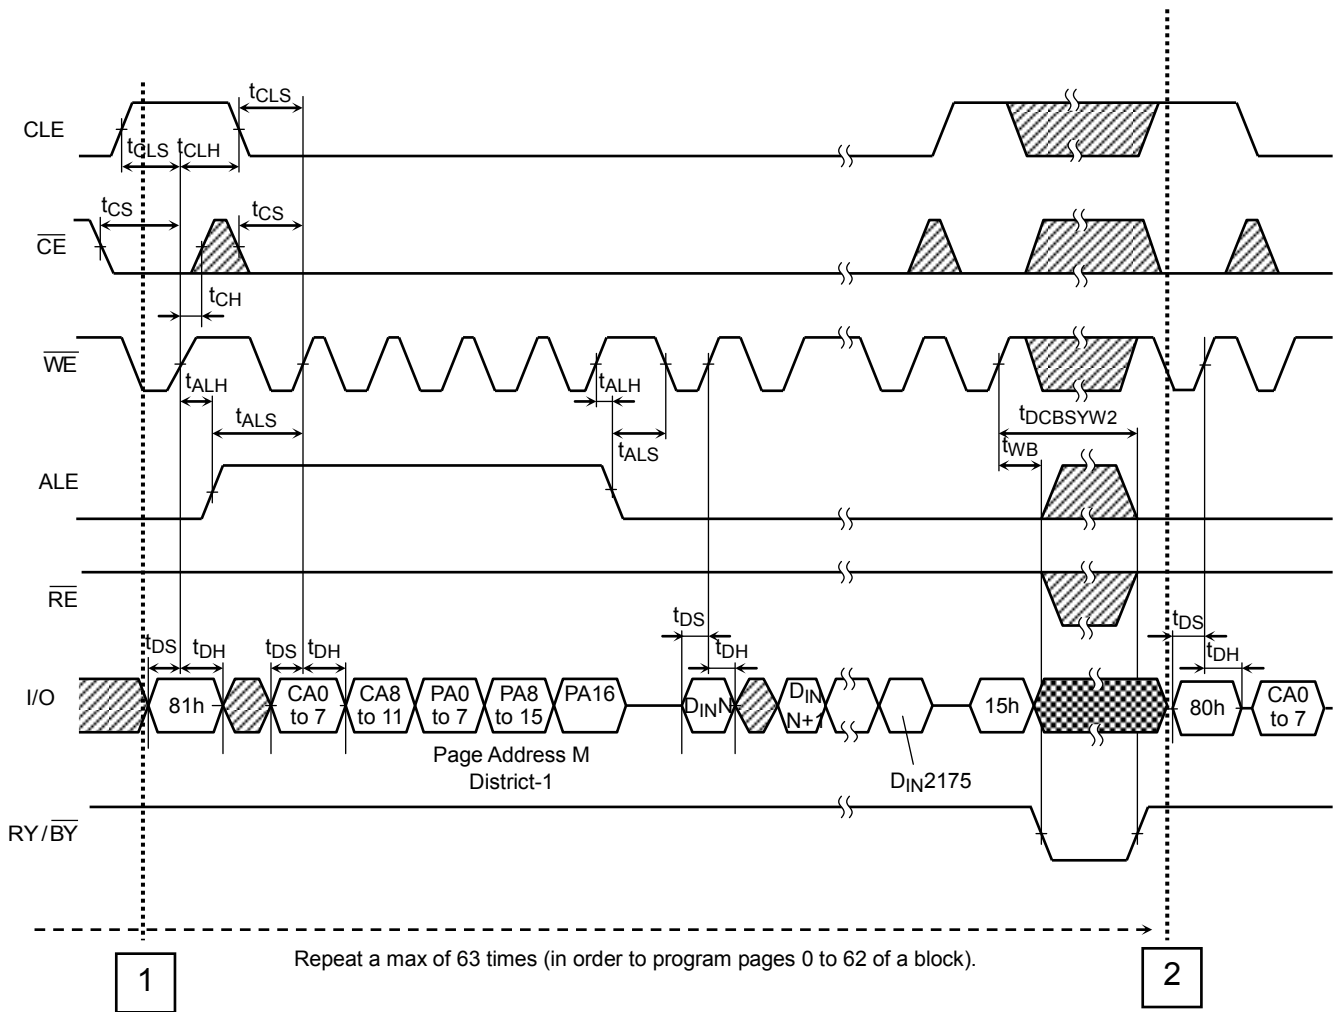 tCLS
CLE
tCLS tCLH
tCS tCS
CE
tCH
WE
tALH tALH
tALS tDCBSYW2
tALS tWB
ALE
RE
tDS tDH tDS tDH tDS tDH tDS tDH
I/O
81h
CA0 to 7
CA8 to 11
PA0 to 7
PA8 to 15
PA16
DINN
DIN N+1
15h
80h
CA0 to 7
Page Address M
District-1
DIN2175
RY/BY
Repeat a max of 63 times (in order to program pages 0 to 62 of a block).
1
2